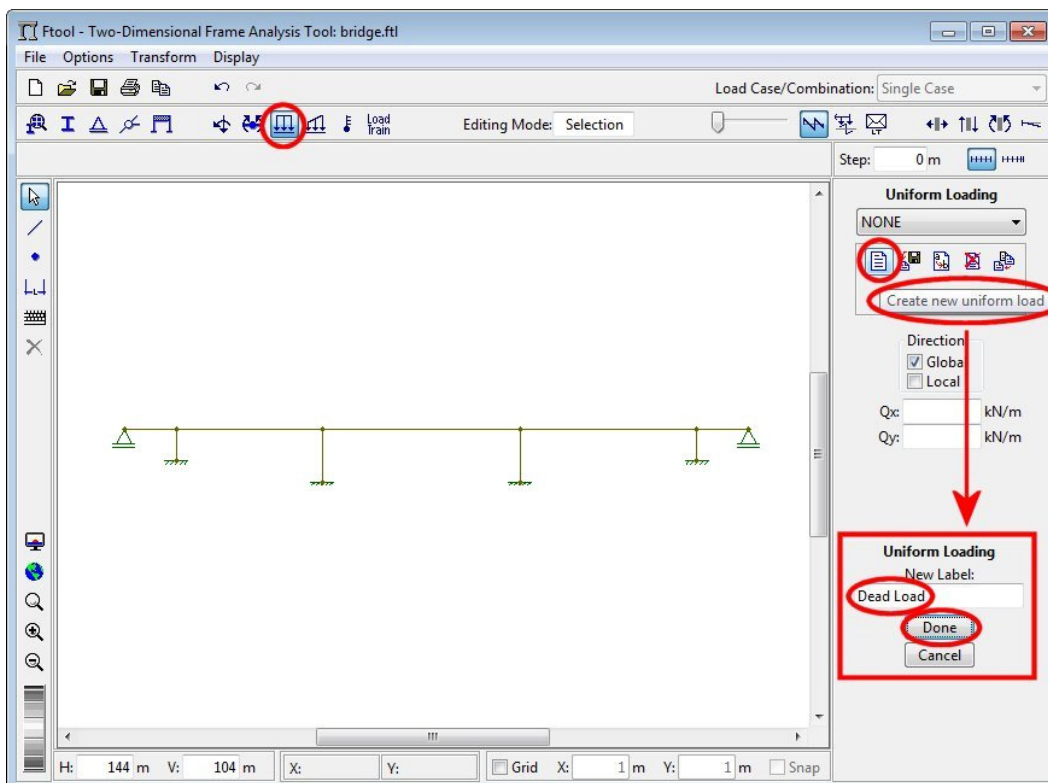 Ftool - Two-Dimensional Frame Analysis Tool: bridge.ftl
File Options Transform Display
Load Case/Combination: Single Case
Load Train
Editing Mode: Selection
Step: 0 m
Uniform Loading
NONE
Create new uniform load
Direction
Global
Local
Qx: kN/m
Qy: kN/m
Uniform Loading
New Label:
Dead Load
Done
Cancel
H: 144 m V: 104 m X: Y: Grid X: 1 m Y: 1 m Snap